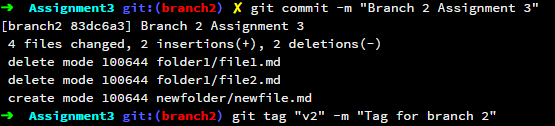 ➜ Assignment3 git:(branch2) ✗ git commit -m "Branch 2 Assignment 3"
[branch2 83dc6a3] Branch 2 Assignment 3
4 files changed, 2 insertions(+), 2 deletions(-)
delete mode 100644 folder1/file1.md
delete mode 100644 folder1/file2.md
create mode 100644 newfolder/newfile.md
➜ Assignment3 git:(branch2) git tag "v2" -m "Tag for branch 2"